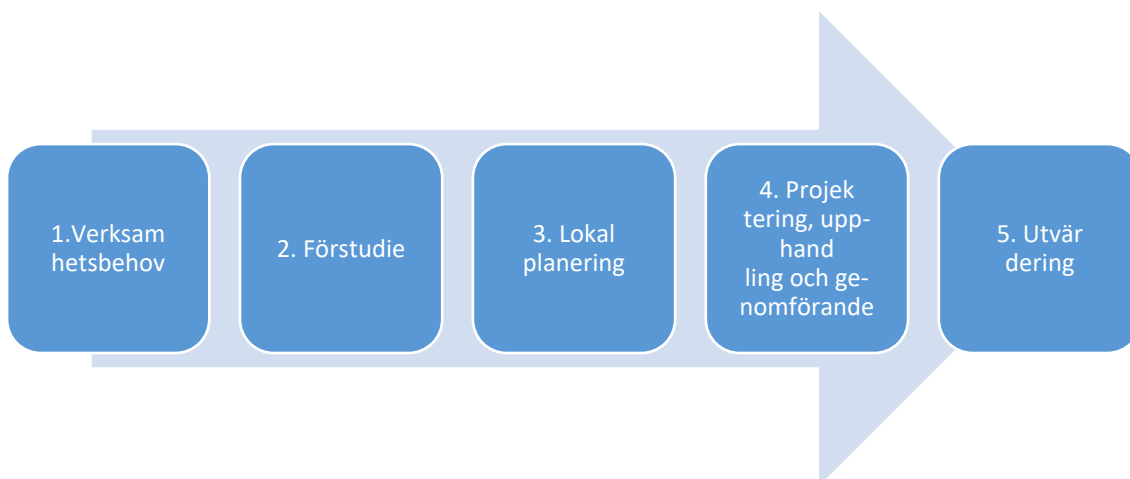 1.Verksam
hetsbehov
2. Förstudie
3. Lokal
planering
4. Projek
tering, upp-
hand
ling och ge-
nomförande
5. Utvär
dering